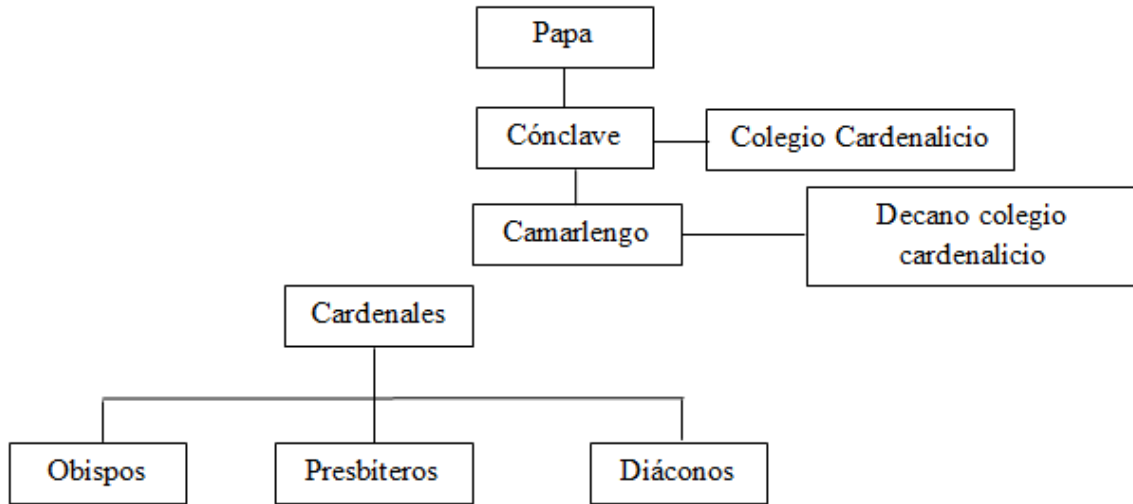 Papa
Cónclave
Colegio Cardenalicio
Camarlengo
Decano colegio
cardenalicio
Cardenales
Obispos
Presbiteros
Diáconos